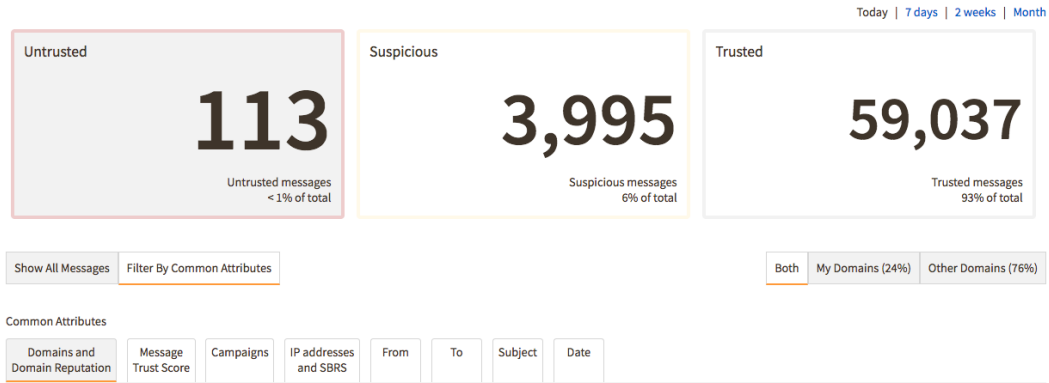 Today | 7 days | 2 weeks | Month
Untrusted
113
Untrusted messages
< 1% of total
Suspicious
3,995
Suspicious messages
6% of total
Trusted
59,037
Trusted messages
93% of total
Show All Messages Filter By Common Attributes Both My Domains (24%) Other Domains (76%)
Common Attributes
Domains and
Domain Reputation
Message
Trust Score
Campaigns
IP addresses
and SBRS
From
To
Subject
Date